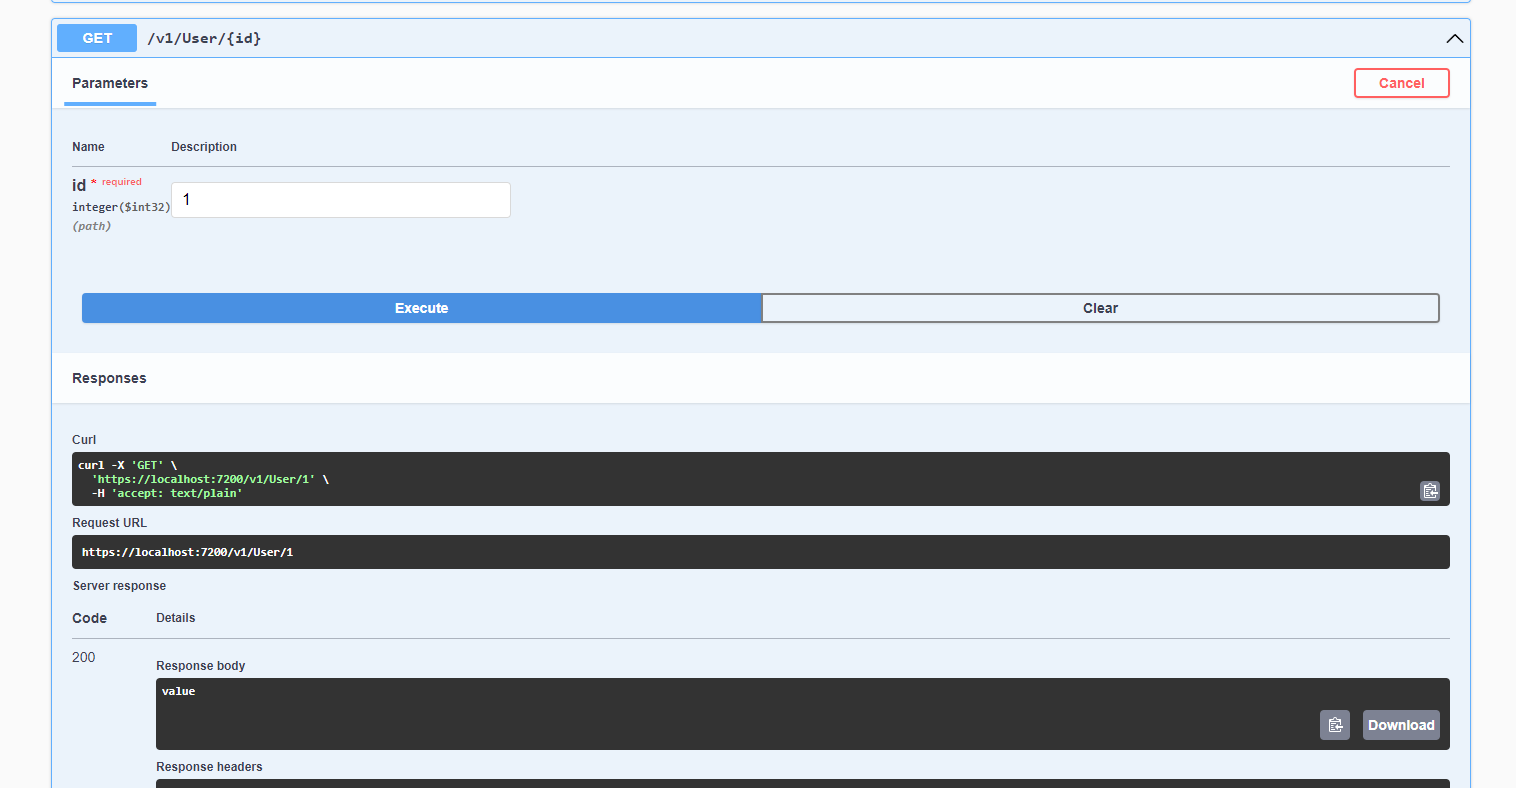 GET /v1/User/{id}
Parameters
Cancel
Name Description
id * required
integer($int32)
(path)
1
Execute Clear
Responses
Curl
curl -X 'GET' \
'https://localhost:7200/v1/User/1' \
-H 'accept: text/plain'
Request URL
https://localhost:7200/v1/User/1
Server response
Code Details
200
Response body
value
Download
Response headers